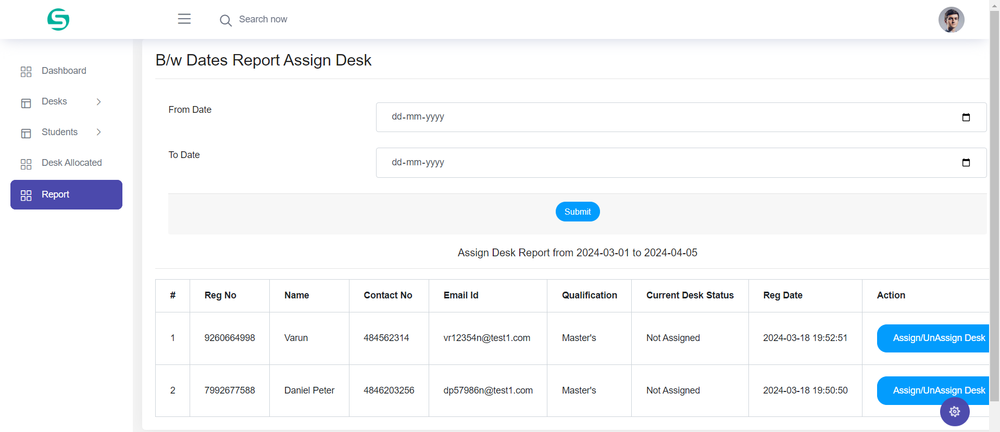 Search now
Dashboard
Desks
Students
Desk Allocated
Report
B/w Dates Report Assign Desk
From Date
dd-mm-yyyy
To Date
dd-mm-yyyy
Submit
Assign Desk Report from 2024-03-01 to 2024-04-05
# Reg No Name Contact No Email Id Qualification Current Desk Status Reg Date Action
1 9260664998 Varun 484562314 vr12354n@test1.com Master's Not Assigned 2024-03-18 19:52:51 Assign/UnAssign Desk
2 7992677588 Daniel Peter 4846203256 dp57986n@test1.com Master's Not Assigned 2024-03-18 19:50:50 Assign/UnAssign Desk